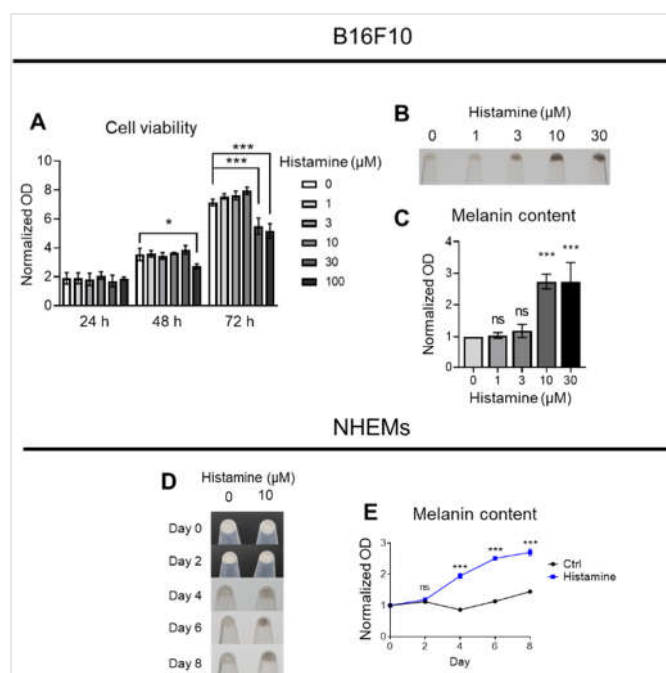 B16F10
A
Cell viability
***
***
*
Normalized OD
10
8
6
4
2
0
24 h
48 h
72 h
Histamine (µM)
0
1
3
10
30
100
B
Histamine (µM)
0 1 3 10 30
C
Melanin content
Normalized OD
4
3
2
1
0
ns
ns
***
***
0 1 3 10 30
Histamine (µM)
NHEMs
D
Histamine (µM)
0 10
Day 0
Day 2
Day 4
Day 6
Day 8
E
Melanin content
Normalized OD
3
2
1
0
ns
***
***
***
0 2 4 6 8
Day
Ctrl
Histamine